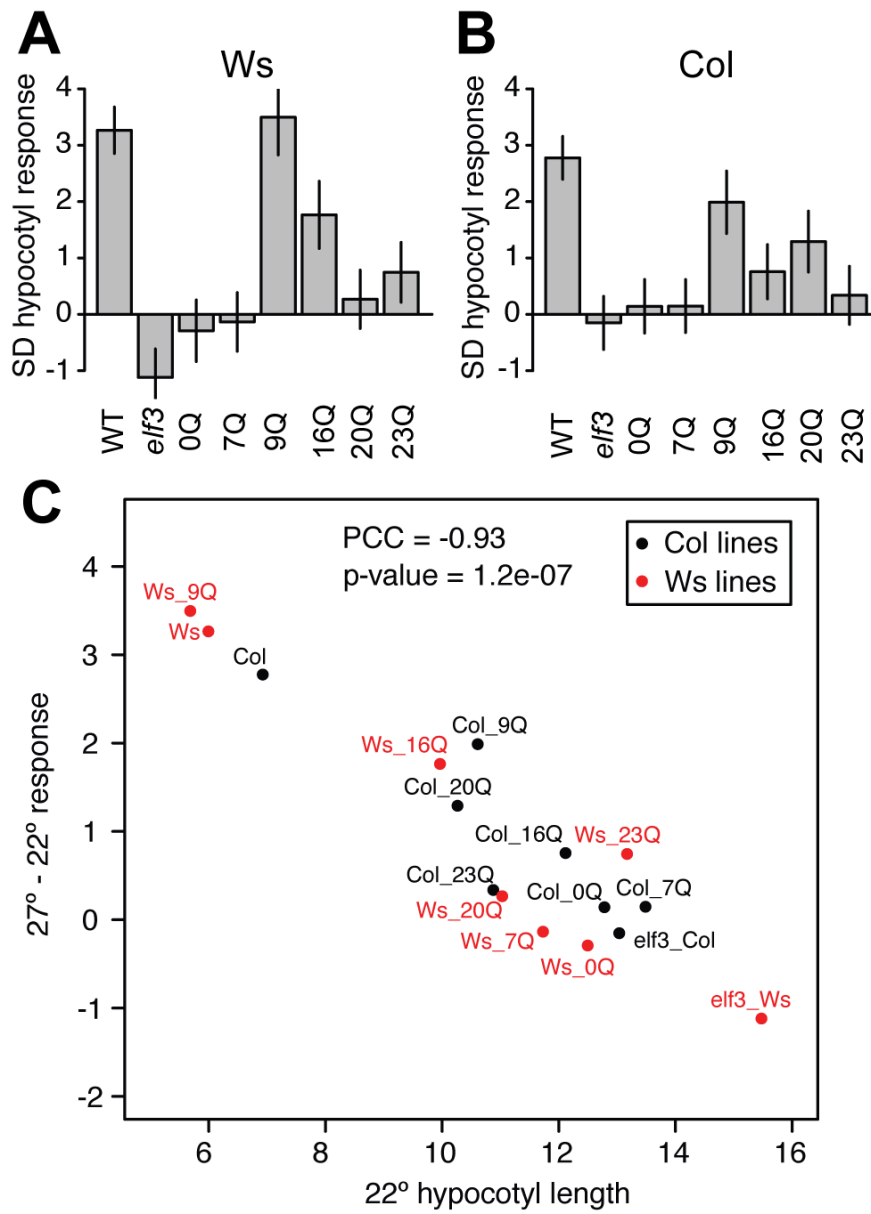 A
Ws
SD hypocotyl response
4
3
2
1
0
-1
WT
elf3
0Q
7Q
9Q
16Q
20Q
23Q
B
Col
SD hypocotyl response
4
3
2
1
0
-1
WT
elf3
0Q
7Q
9Q
16Q
20Q
23Q
C
PCC = -0.93
p-value = 1.2e-07
Col lines
Ws lines
27º - 22º response
4
3
2
1
0
-1
-2
Ws_9Q
Ws
Col
Col_9Q
Ws_16Q
Col_20Q
Col_16Q
Ws_23Q
Col_23Q
Col_0Q
Col_7Q
Ws_20Q
Ws_7Q
elf3_Col
Ws_0Q
elf3_Ws
6
8
10
12
14
16
22º hypocotyl length